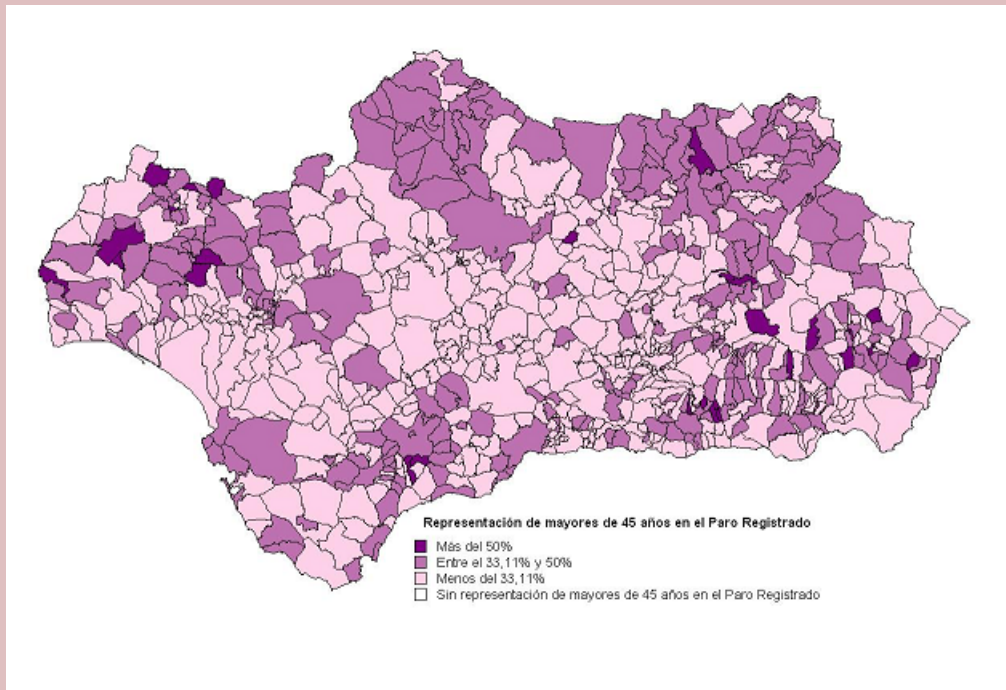 Representación de mayores de 45 años en el Paro Registrado
Más del 50%
Entre el 33,11% y 50%
Menos del 33,11%
Sin representación de mayores de 45 años en el Paro Registrado